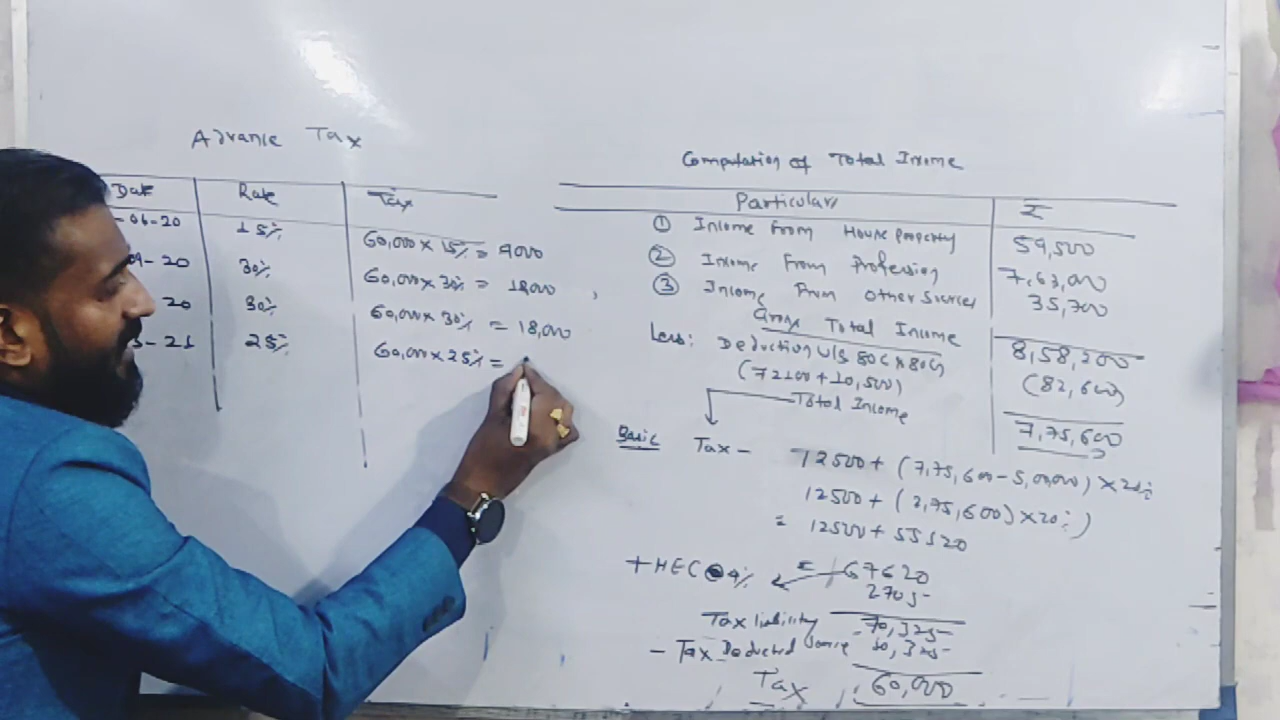 Advance Tax
Date Rate Tax
-06-20 15% 60,000 x 15% = 9000
09-20 30% 60,000 x 30% = 18,000
20 30% 60,000 x 30% = 18,000
3-21 25% 60,000 x 25% =
Computation of Total Income
Particulars ₹
① Income From House property 59,500
② Income From Profession 7,63,000
③ Income From other sources 35,700
Gross Total Income 8,58,200
Less: Deduction U/S 80C x 80G (82,600)
(72100 + 10,500)
Total Income 7,75,600
Basic Tax - 12500 + (7,75,600 - 5,00,000) x 20%
12500 + (2,75,600) x 20%)
= 12500 + 55120
+ HEC @ 4% = 67620
2705
Tax liability 70,325
- Tax Deducted Source 10,325
Tax 60,000